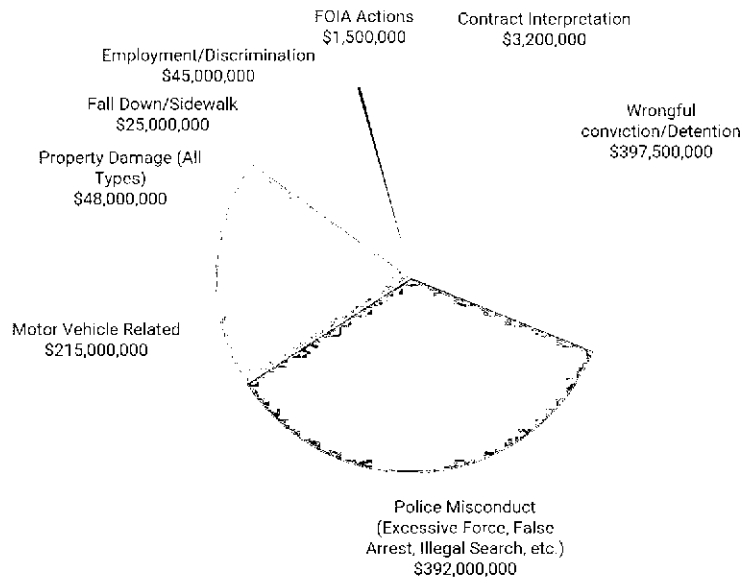 FOIA Actions
$1,500,000
Contract Interpretation
$3,200,000
Employment/Discrimination
$45,000,000
Fall Down/Sidewalk
$25,000,000
Wrongful
conviction/Detention
$397,500,000
Property Damage (All
Types)
$48,000,000
Motor Vehicle Related
$215,000,000
Police Misconduct
(Excessive Force, False
Arrest, Illegal Search, etc.)
$392,000,000